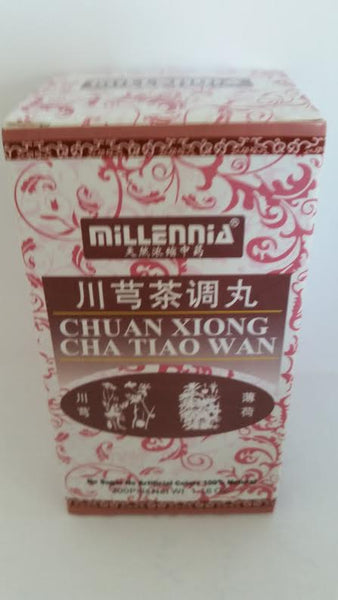 MILLENNIA®
天然浓缩中药
川芎茶调丸
CHUAN XIONG
CHA TIAO WAN
川芎
薄荷
No Sugar No Artificial Colors 100% Natural